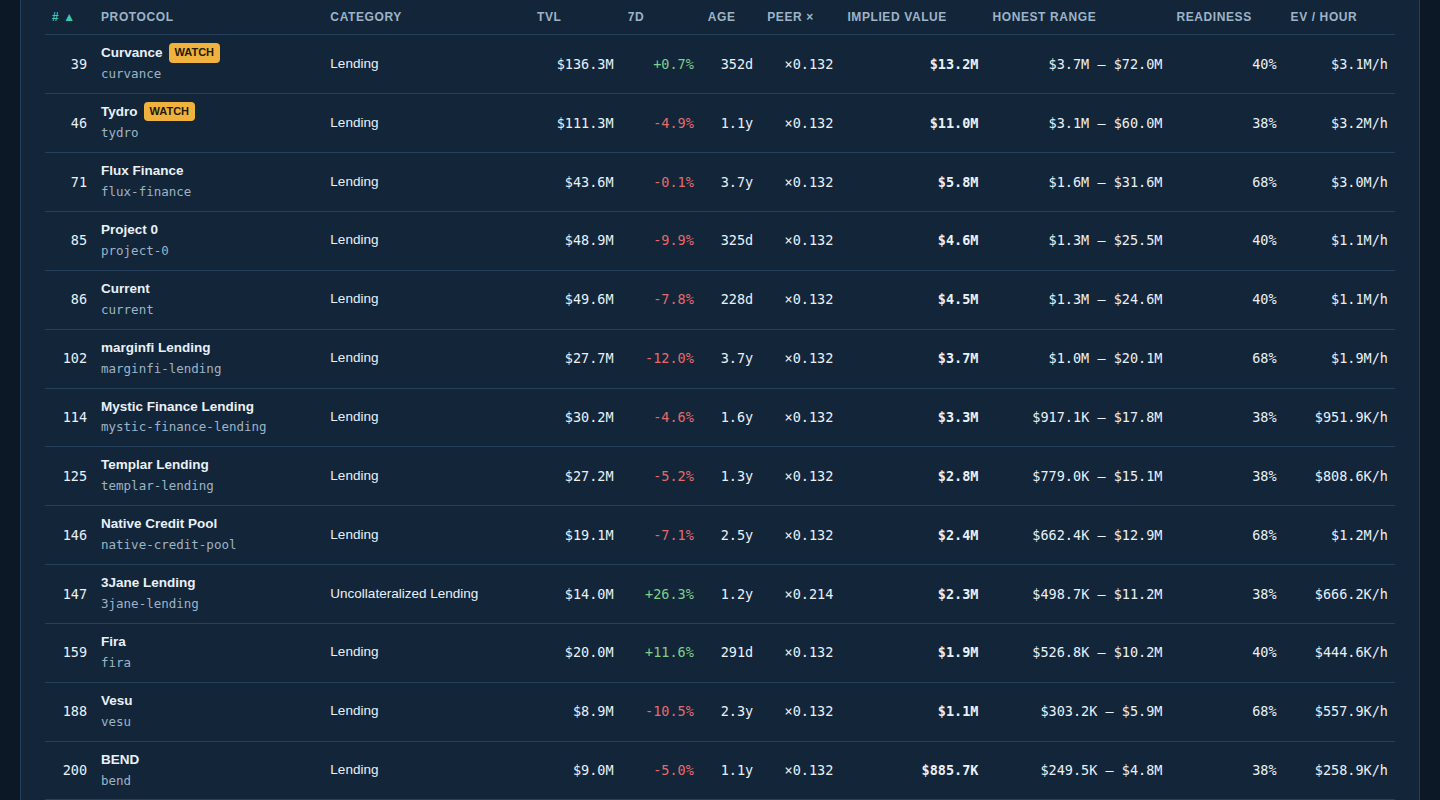 # ▲ PROTOCOL CATEGORY TVL 7D AGE PEER × IMPLIED VALUE HONEST RANGE READINESS EV / HOUR
39 Curvance WATCH Lending $136.3M +0.7% 352d ×0.132 $13.2M $3.7M — $72.0M 40% $3.1M/h
curvance
46 Tydro WATCH Lending $111.3M -4.9% 1.1y ×0.132 $11.0M $3.1M — $60.0M 38% $3.2M/h
tydro
71 Flux Finance Lending $43.6M -0.1% 3.7y ×0.132 $5.8M $1.6M — $31.6M 68% $3.0M/h
flux-finance
85 Project 0 Lending $48.9M -9.9% 325d ×0.132 $4.6M $1.3M — $25.5M 40% $1.1M/h
project-0
86 Current Lending $49.6M -7.8% 228d ×0.132 $4.5M $1.3M — $24.6M 40% $1.1M/h
current
102 marginfi Lending Lending $27.7M -12.0% 3.7y ×0.132 $3.7M $1.0M — $20.1M 68% $1.9M/h
marginfi-lending
114 Mystic Finance Lending Lending $30.2M -4.6% 1.6y ×0.132 $3.3M $917.1K — $17.8M 38% $951.9K/h
mystic-finance-lending
125 Templar Lending Lending $27.2M -5.2% 1.3y ×0.132 $2.8M $779.0K — $15.1M 38% $808.6K/h
templar-lending
146 Native Credit Pool Lending $19.1M -7.1% 2.5y ×0.132 $2.4M $662.4K — $12.9M 68% $1.2M/h
native-credit-pool
147 3Jane Lending Uncollateralized Lending $14.0M +26.3% 1.2y ×0.214 $2.3M $498.7K — $11.2M 38% $666.2K/h
3jane-lending
159 Fira Lending $20.0M +11.6% 291d ×0.132 $1.9M $526.8K — $10.2M 40% $444.6K/h
fira
188 Vesu Lending $8.9M -10.5% 2.3y ×0.132 $1.1M $303.2K — $5.9M 68% $557.9K/h
vesu
200 BEND Lending $9.0M -5.0% 1.1y ×0.132 $885.7K $249.5K — $4.8M 38% $258.9K/h
bend